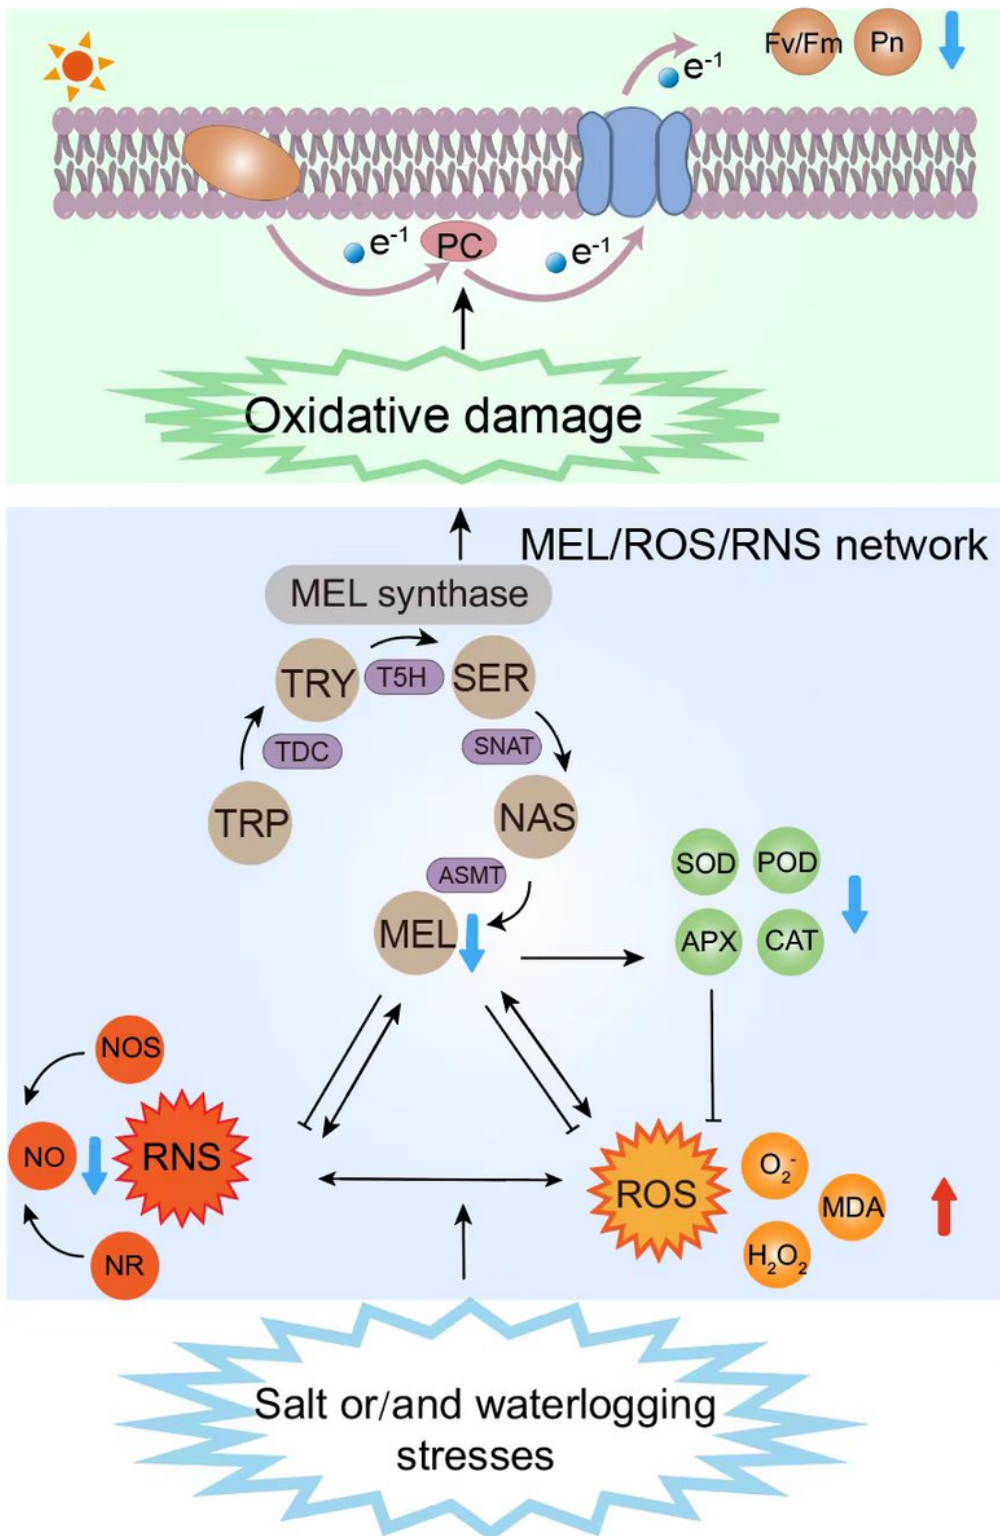 Fv/Fm Pn
e⁻¹
e⁻¹ PC e⁻¹
Oxidative damage
MEL/ROS/RNS network
MEL synthase
TRY T5H SER
TDC SNAT
TRP NAS
ASMT
MEL
SOD POD
APX CAT
NOS
NO RNS
NR
ROS
O₂⁻
MDA
H₂O₂
Salt or/and waterlogging
stresses